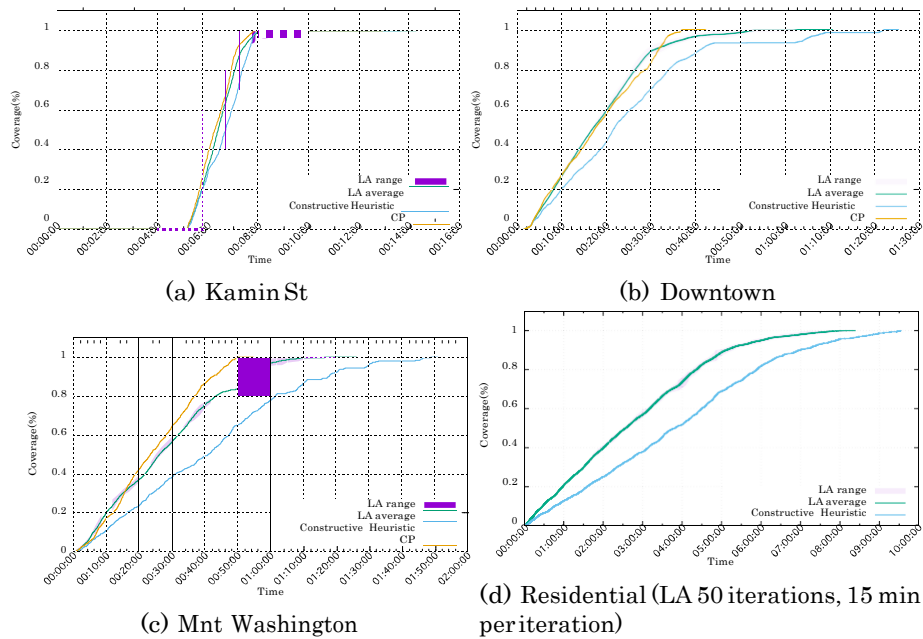 1
0.8
0.6
0.4
0.2
0
Coverage(%)
LA range
LA average
Constructive Heuristic
CP
00:00:00
00:02:00
00:04:00
00:06:00
00:08:00
00:10:00
00:12:00
00:14:00
00:16:00
Time
(a) Kamin St
1
0.8
0.6
0.4
0.2
0
Coverage(%)
LA range
LA average
Constructive Heuristic
CP
00:00:00
00:10:00
00:20:00
00:30:00
00:40:00
00:50:00
01:00:00
01:10:00
01:20:00
01:30:00
Time
(b) Downtown
1
0.8
0.6
0.4
0.2
0
Coverage(%)
LA range
LA average
Constructive Heuristic
CP
00:00:00
00:10:00
00:20:00
00:30:00
00:40:00
00:50:00
01:00:00
01:10:00
01:20:00
01:30:00
01:40:00
01:50:00
02:00:00
Time
(c) Mnt Washington
1
0.8
0.6
0.4
0.2
0
Coverage(%)
LA range
LA average
Constructive Heuristic
00:00:00
01:00:00
02:00:00
03:00:00
04:00:00
05:00:00
06:00:00
07:00:00
08:00:00
09:00:00
10:00:00
Time
(d) Residential (LA 50 iterations, 15 min
per iteration)